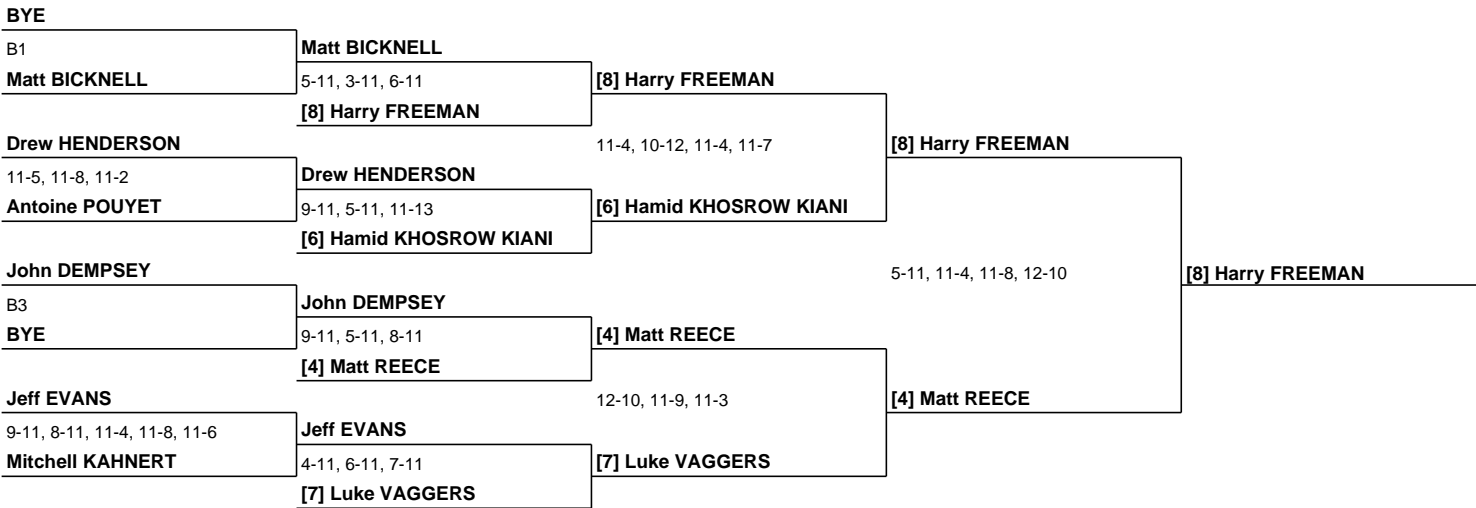 BYE
B1
Matt BICKNELL
Matt BICKNELL
5-11, 3-11, 6-11
[8] Harry FREEMAN
[8] Harry FREEMAN
Drew HENDERSON
11-5, 11-8, 11-2
Antoine POUYET
Drew HENDERSON
9-11, 5-11, 11-13
[6] Hamid KHOSROW KIANI
11-4, 10-12, 11-4, 11-7
[6] Hamid KHOSROW KIANI
[8] Harry FREEMAN
John DEMPSEY
B3
BYE
John DEMPSEY
9-11, 5-11, 8-11
[4] Matt REECE
[4] Matt REECE
Jeff EVANS
9-11, 8-11, 11-4, 11-8, 11-6
Mitchell KAHNERT
Jeff EVANS
4-11, 6-11, 7-11
[7] Luke VAGGERS
12-10, 11-9, 11-3
[7] Luke VAGGERS
[4] Matt REECE
5-11, 11-4, 11-8, 12-10
[8] Harry FREEMAN